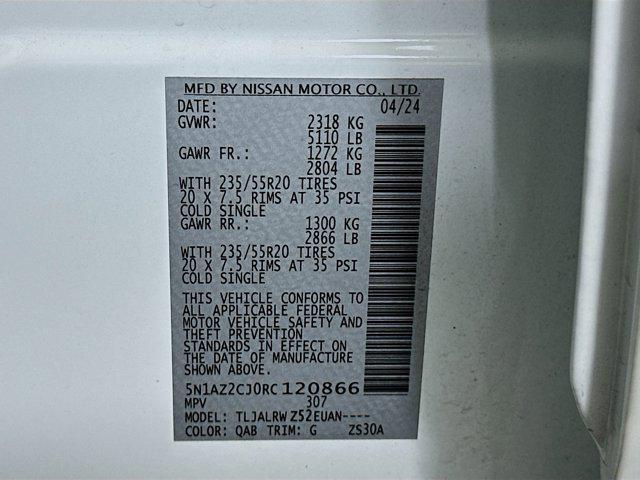 MFD BY NISSAN MOTOR CO., LTD.
DATE: 04/24
GVWR: 2318 KG
5110 LB
GAWR FR.: 1272 KG
2804 LB
WITH 235/55R20 TIRES
20 X 7.5 RIMS AT 35 PSI
COLD SINGLE
GAWR RR.: 1300 KG
2866 LB
WITH 235/55R20 TIRES
20 X 7.5 RIMS AT 35 PSI
COLD SINGLE
THIS VEHICLE CONFORMS TO
ALL APPLICABLE FEDERAL
MOTOR VEHICLE SAFETY AND
THEFT PREVENTION
STANDARDS IN EFFECT ON
THE DATE OF MANUFACTURE
SHOWN ABOVE.
5N1AZ2CJ0RC120866
MPV 307
MODEL: TLJALRW Z52EUAN----
COLOR: QAB TRIM: G ZS30A